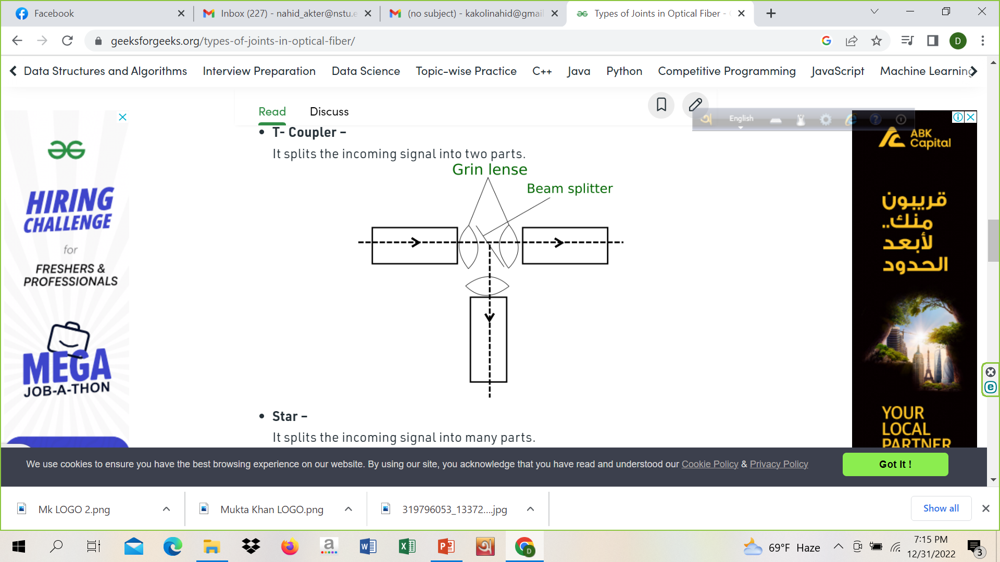 Facebook
Inbox (227) - nahid_akter@nstu.e
(no subject) - kakolinahid@gmail
Types of Joints in Optical Fiber -
geeksforgeeks.org/types-of-joints-in-optical-fiber/
D
Data Structures and Algorithms Interview Preparation Data Science Topic-wise Practice C++ Java Python Competitive Programming JavaScript Machine Learning
Read Discuss
English
T- Coupler –
It splits the incoming signal into two parts.
Grin lense
Beam splitter
Star –
It splits the incoming signal into many parts.
HIRING
CHALLENGE
for
FRESHERS &
PROFESSIONALS
MEGA
JOB-A-THON
ABK
Capital
قريبون
منك..
لأبعد
الحدود
YOUR
LOCAL
PARTNER
We use cookies to ensure you have the best browsing experience on our website. By using our site, you acknowledge that you have read and understood our Cookie Policy & Privacy Policy
Got It !
Mk LOGO 2.png
Mukta Khan LOGO.png
319796053_13372....jpg
Show all
69°F Haze
7:15 PM
12/31/2022
3